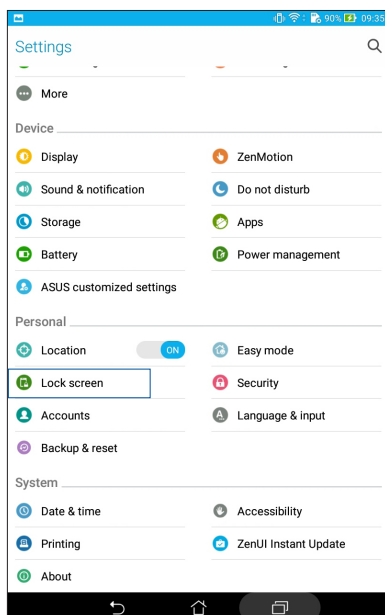 90% 09:35
Settings
More
Device
Display
ZenMotion
Sound & notification
Do not disturb
Storage
Apps
Battery
Power management
ASUS customized settings
Personal
Location ON
Easy mode
Lock screen
Security
Accounts
A Language & input
Backup & reset
System
Date & time
Accessibility
Printing
ZenUI Instant Update
About